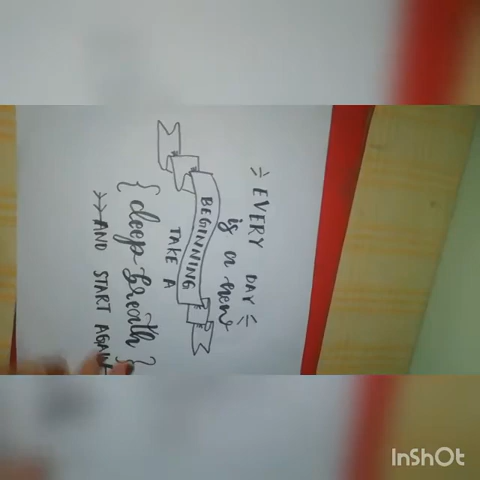 EVERY DAY
is a new
BEGINNING
TAKE A
{deep breath}
>> AND START AGAIN
InShOt